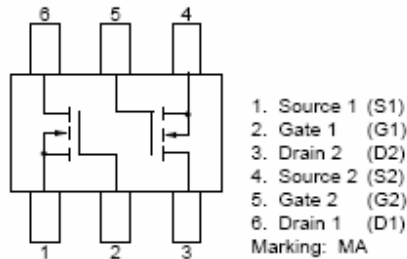 6 5 4
1. Source 1 (S1)
2. Gate 1 (G1)
3. Drain 2 (D2)
4. Source 2 (S2)
5. Gate 2 (G2)
6. Drain 1 (D1)
Marking: MA
1 2 3